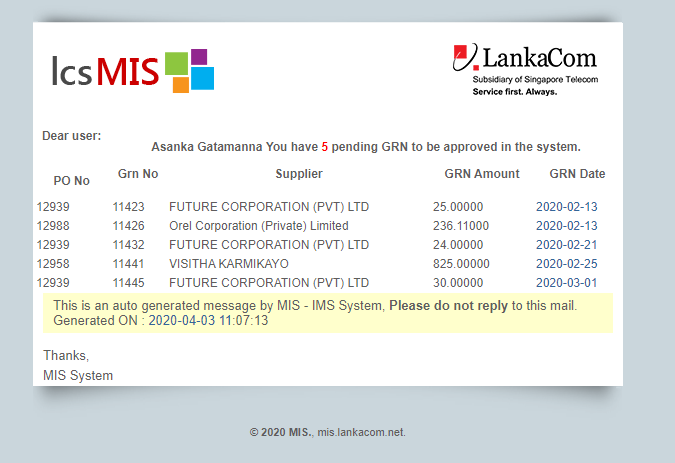 lcsMIS
LankaCom
Subsidiary of Singapore Telecom
Service first. Always.
Dear user:
Asanka Gatamanna You have 5 pending GRN to be approved in the system.
PO No Grn No Supplier GRN Amount GRN Date
12939 11423 FUTURE CORPORATION (PVT) LTD 25.00000 2020-02-13
12988 11426 Orel Corporation (Private) Limited 236.11000 2020-02-13
12939 11432 FUTURE CORPORATION (PVT) LTD 24.00000 2020-02-21
12958 11441 VISITHA KARMIKAYO 825.00000 2020-02-25
12939 11445 FUTURE CORPORATION (PVT) LTD 30.00000 2020-03-01
This is an auto generated message by MIS - IMS System, Please do not reply to this mail.
Generated ON : 2020-04-03 11:07:13
Thanks,
MIS System
© 2020 MIS., mis.lankacom.net.